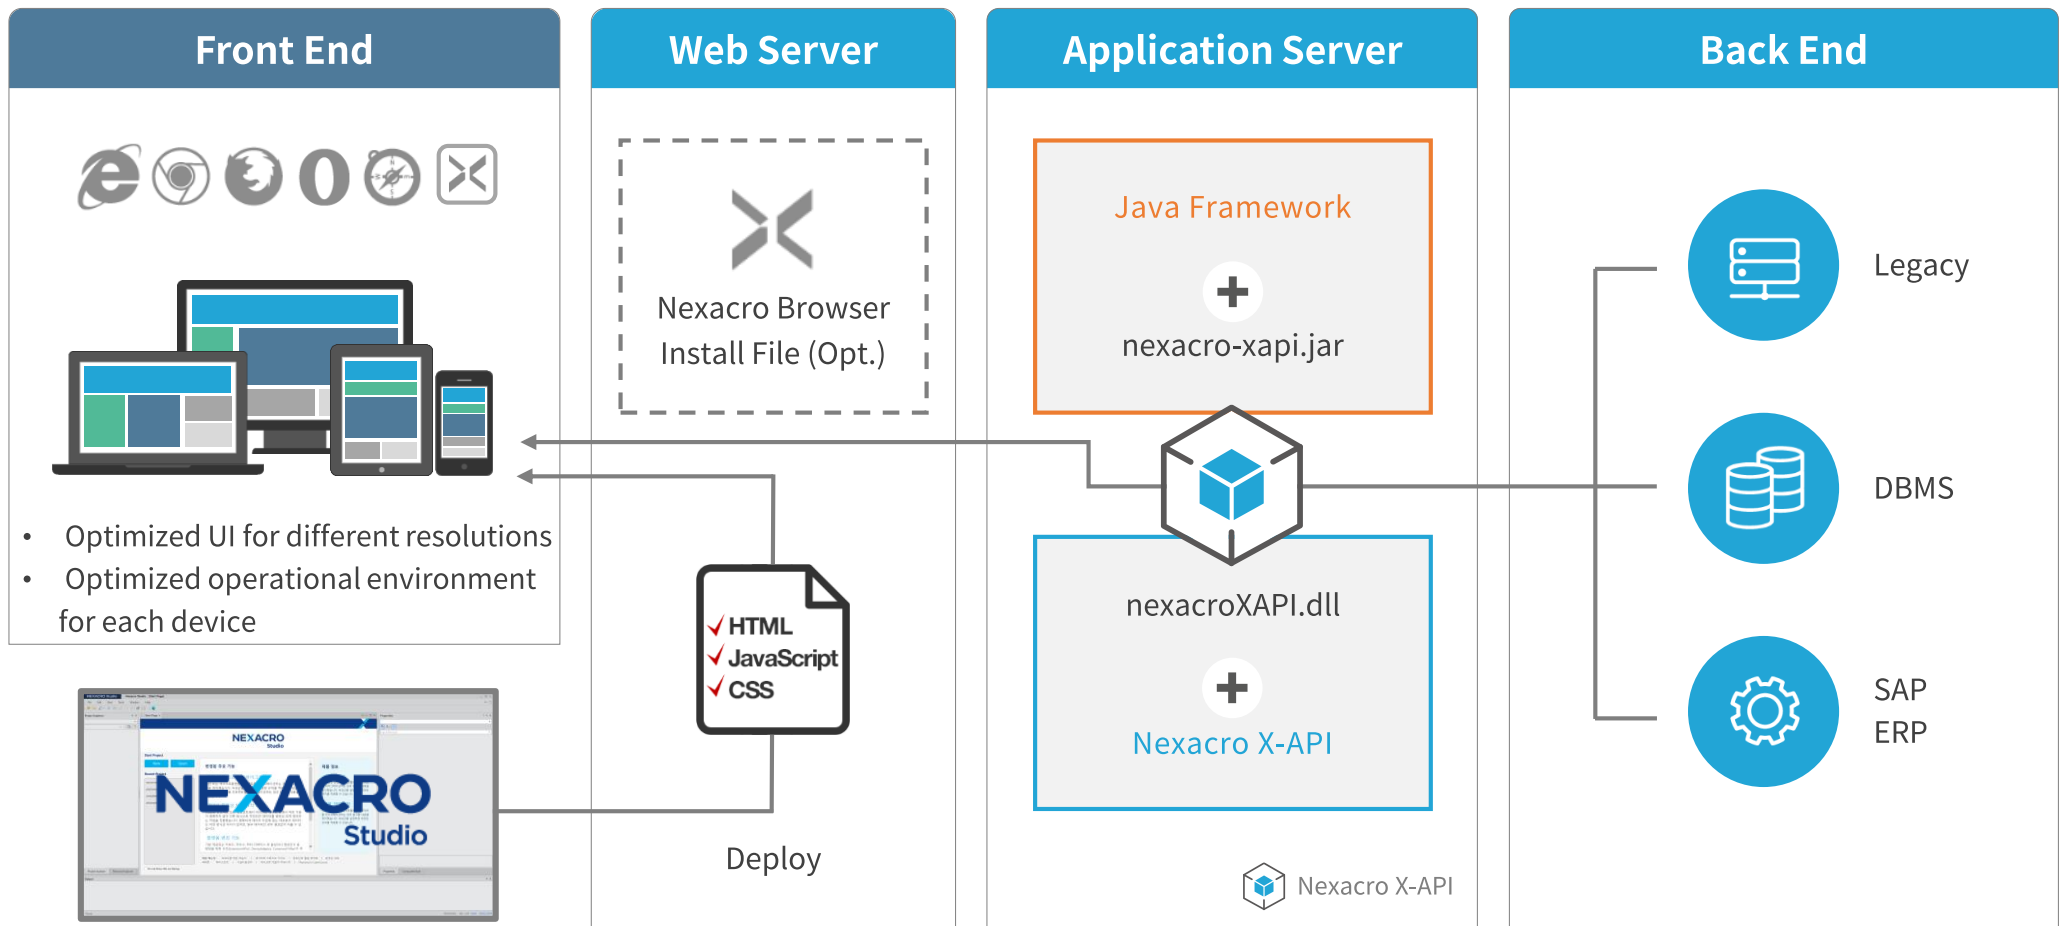 Front End
Optimized UI for different resolutions
Optimized operational environment
for each device
NEXACRO
Studio
NEXACRO
Studio
Web Server
Nexacro Browser
Install File (Opt.)
HTML
JavaScript
CSS
Deploy
Application Server
Java Framework
nexacro-xapi.jar
nexacroXAPI.dll
Nexacro X-API
Nexacro X-API
Back End
Legacy
DBMS
SAP
ERP